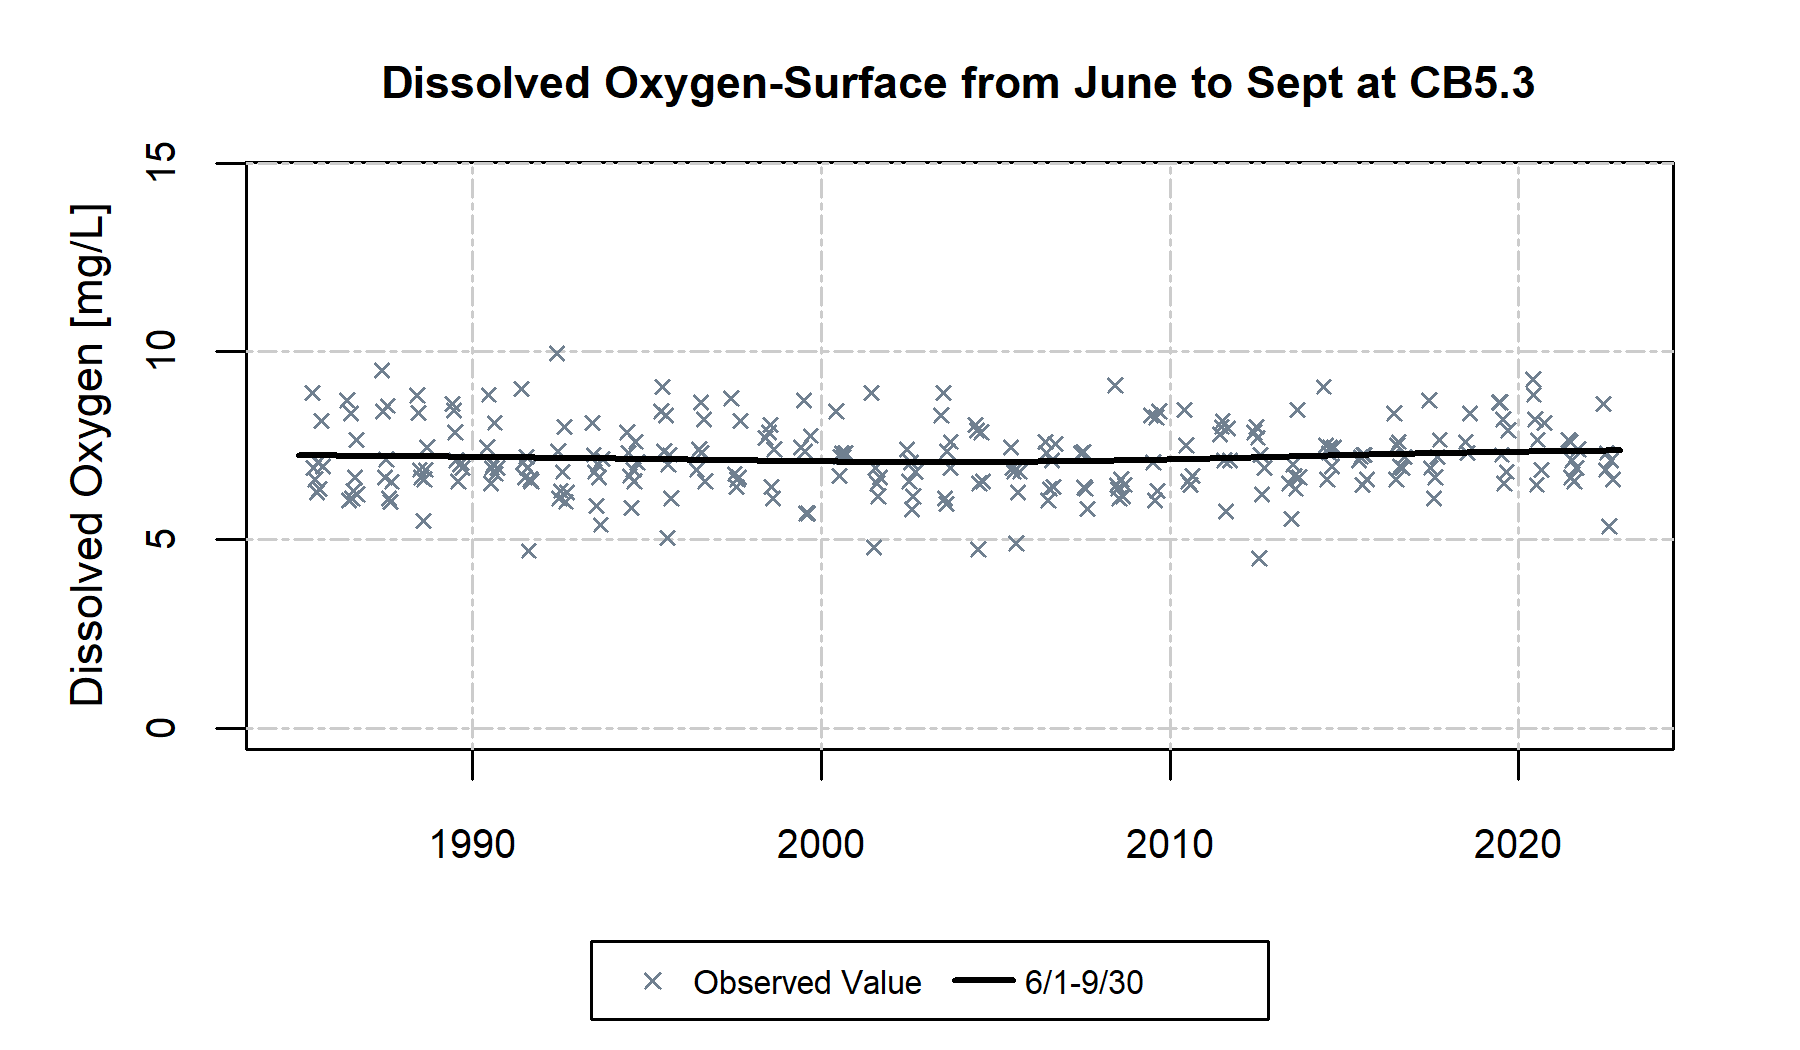 Dissolved Oxygen-Surface from June to Sept at CB5.3
Dissolved Oxygen [mg/L]
15
10
5
0
1990 2000 2010 2020
Observed Value 6/1-9/30